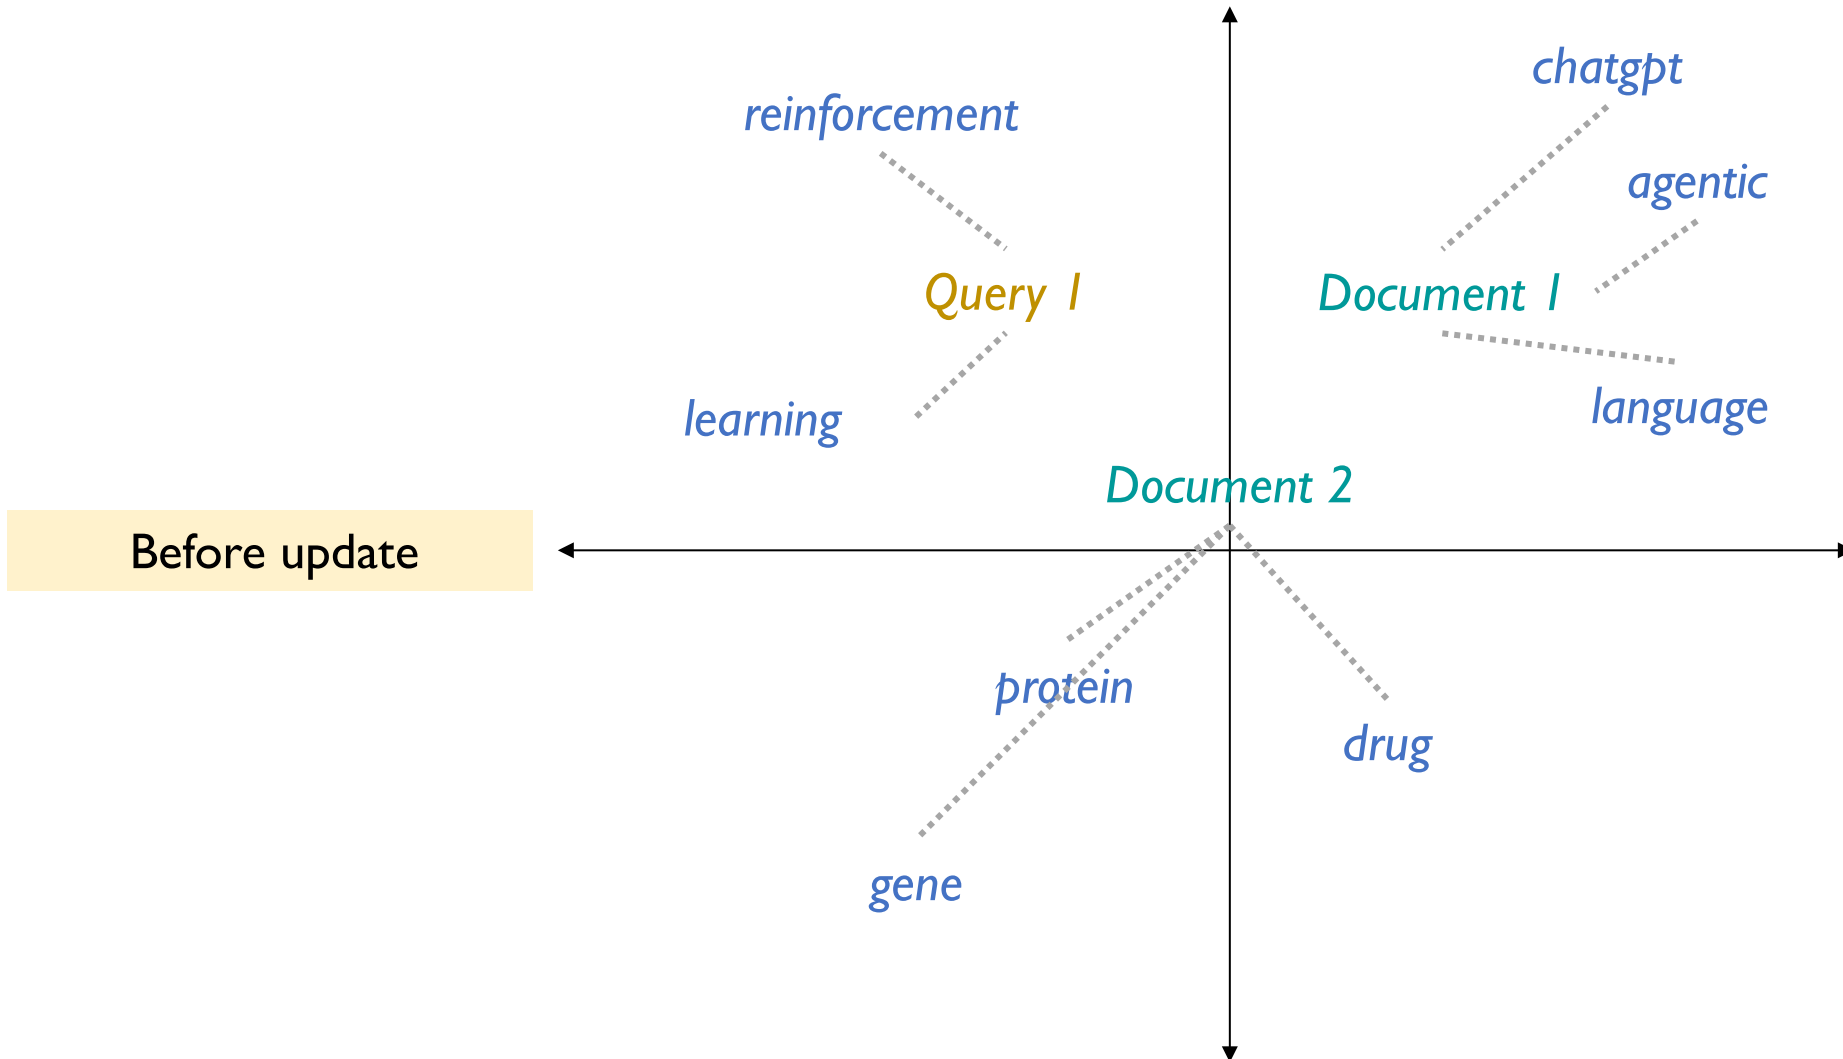 chatgpt
reinforcement
agentic
Query 1
Document 1
learning
language
Document 2
Before update
protein
drug
gene